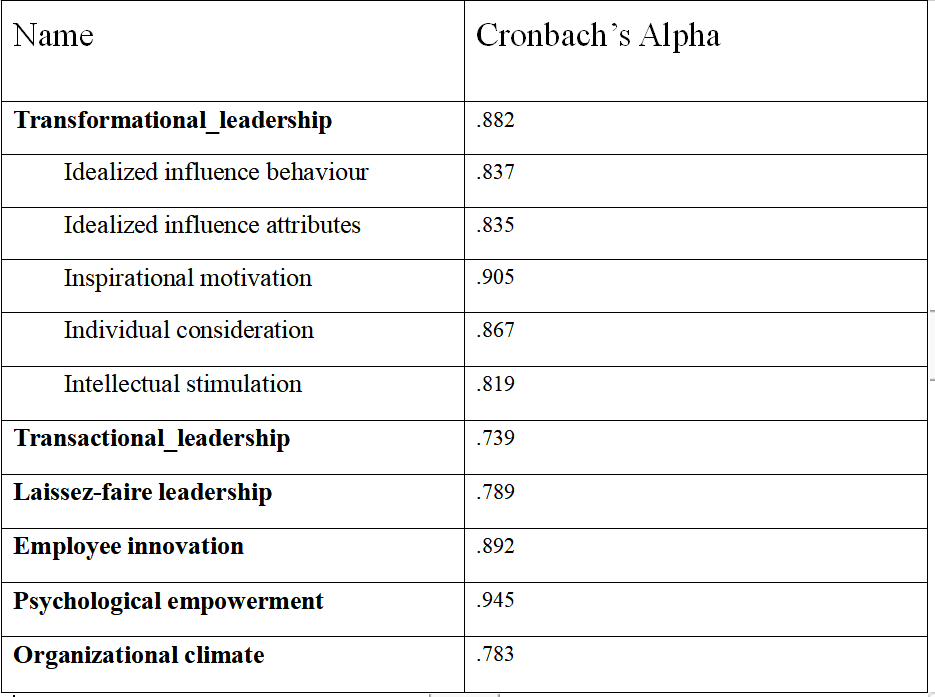 Name Cronbach’s Alpha
Transformational_leadership .882
Idealized influence behaviour .837
Idealized influence attributes .835
Inspirational motivation .905
Individual consideration .867
Intellectual stimulation .819
Transactional_leadership .739
Laissez-faire leadership .789
Employee innovation .892
Psychological empowerment .945
Organizational climate .783